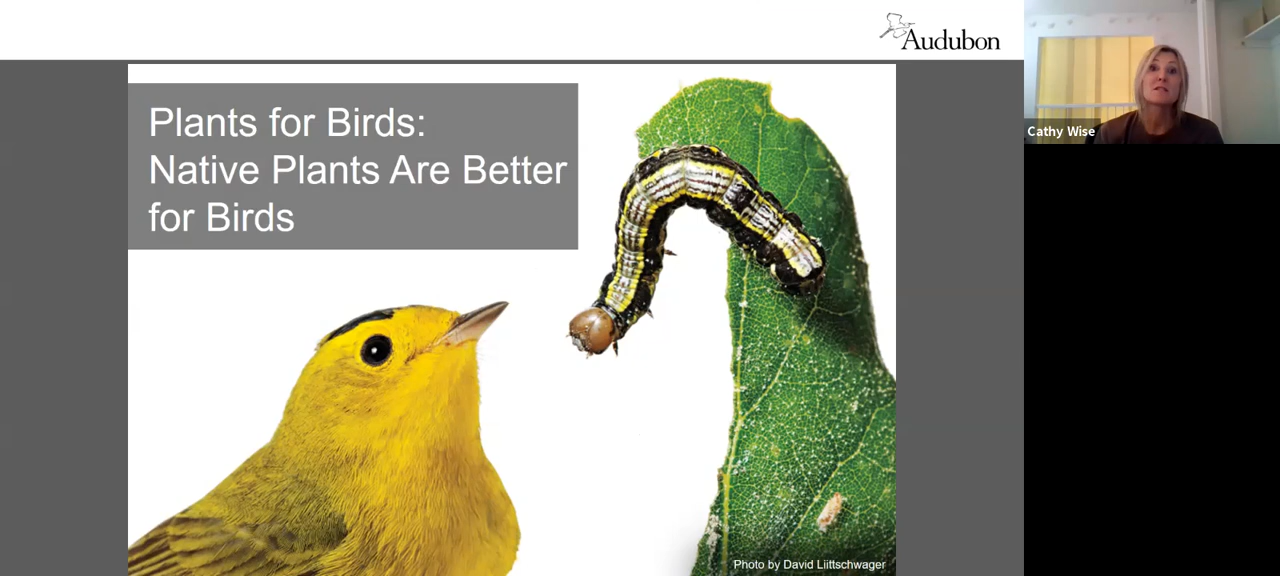 Audubon
Plants for Birds:
Native Plants Are Better
for Birds
Cathy Wise
Photo by David Liittschwager